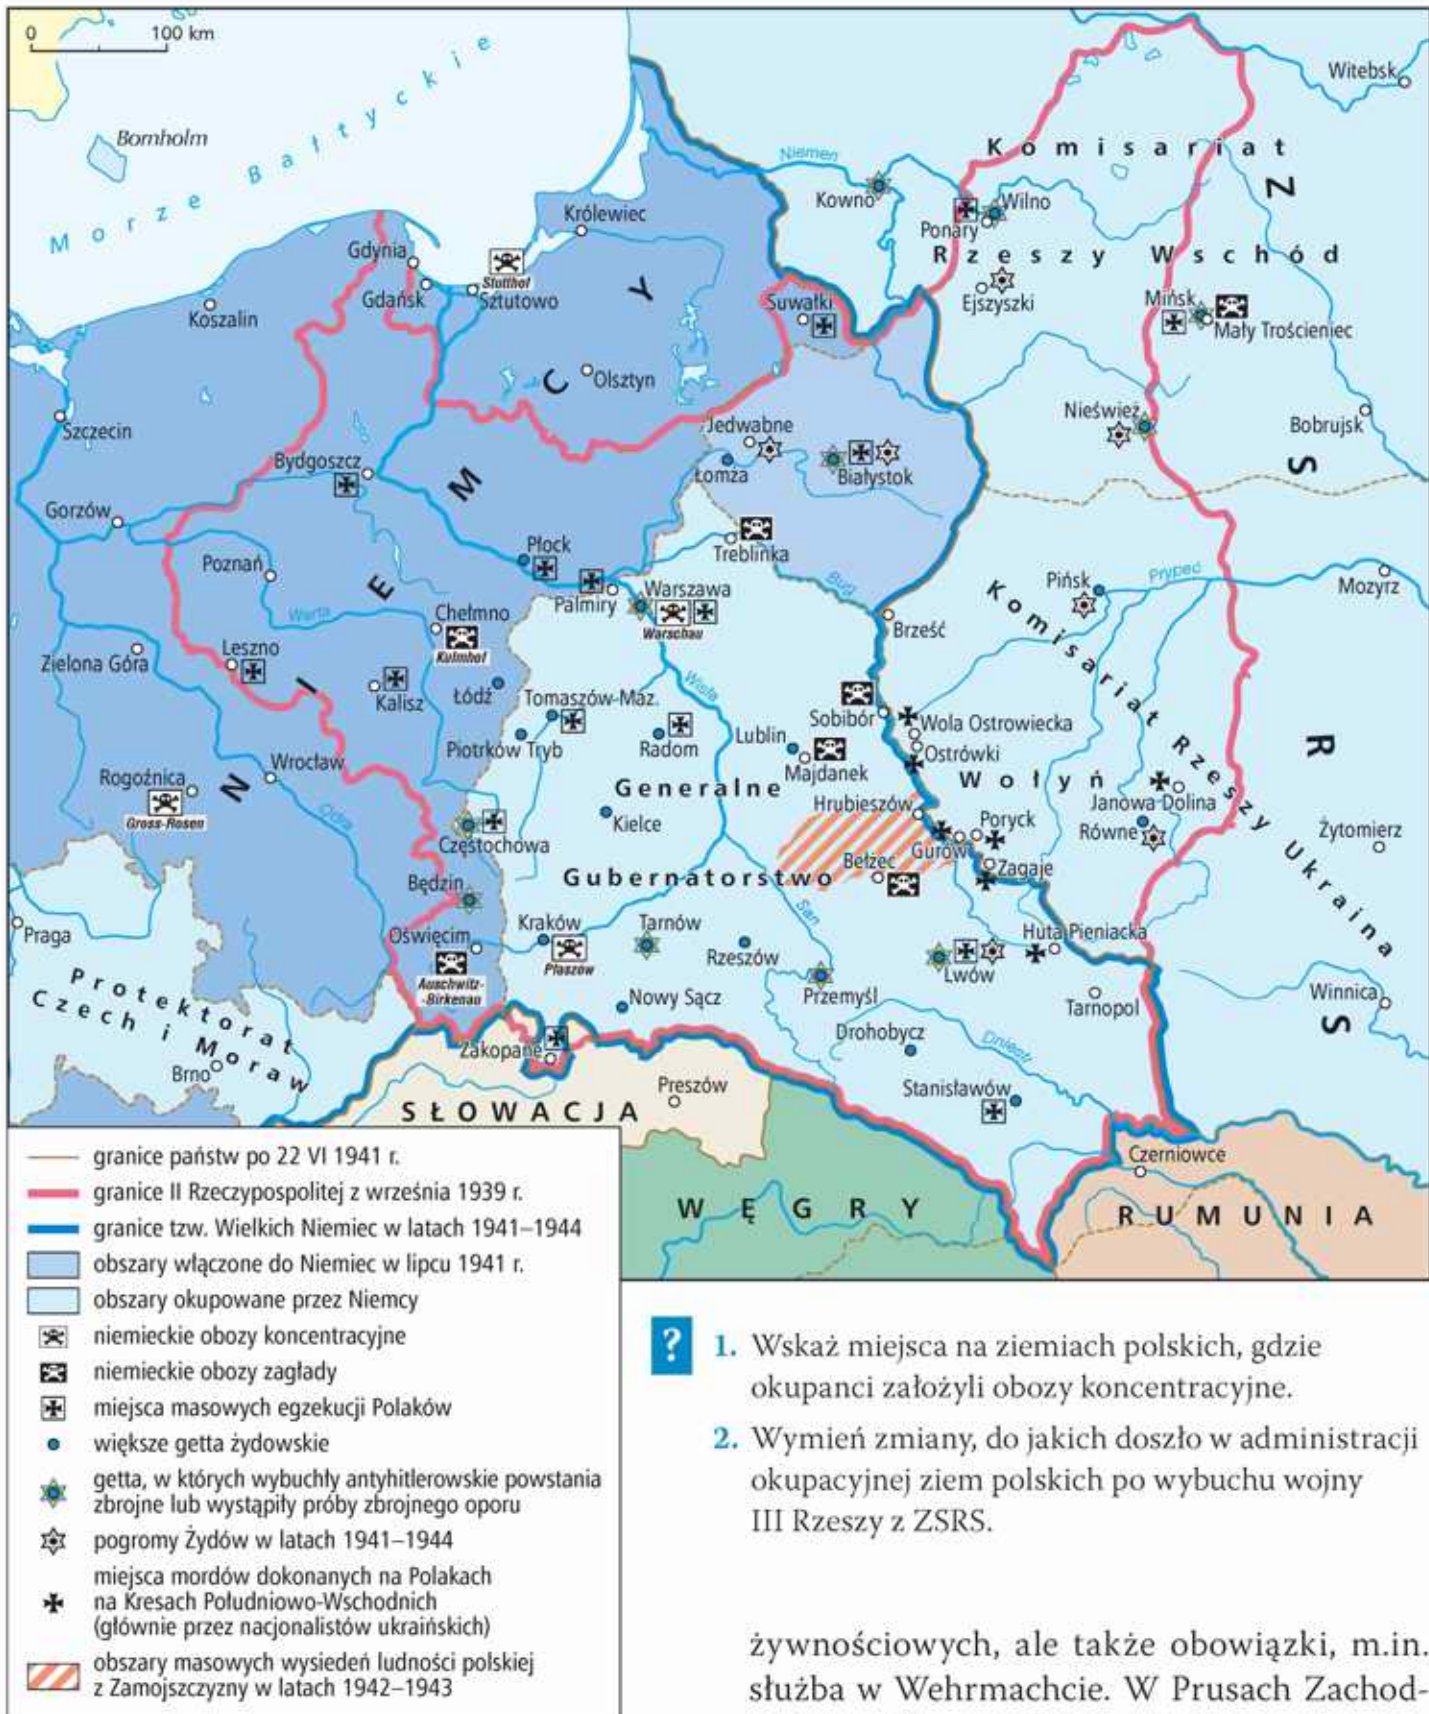 0 100 km
Morze Bałtyckie
Bornholm
Witebsk
Komisariat
Rzeszy Wschód
Niemen
Kowno
Wilno
Ponary
Ejszyszki
Mińsk
Mały Trościeniec
Królewiec
Gdynia
Gdańsk
Stutthof
Sztutowo
Koszalin
Suwałki
Olsztyn
Szczecin
Nieśwież
Bobrujsk
Jedwabne
Łomża
Białystok
Bydgoszcz
Gorzów
Treblinka
Płock
Poznań
Palmiry
Warszawa
Warschau
Bug
Pińsk
Prypeć
Mozyrz
Warta
Chełmno
Kulmhof
Brześć
Komisariat Rzeszy Ukraina
Leszno
Zielona Góra
Kalisz
Łódź
Tomaszów-Maz.
Wisła
Sobibór
Wola Ostrowiecka
Ostrówki
Piotrków Tryb
Radom
Lublin
Majdanek
Wołyń
Janowa Dolina
Wrocław
Rogoźnica
Gross-Rosen
Odra
NIEMCY
ZSRS
Generalne
Gubernatorstwo
Hrubieszów
Poryck
Równe
Żytomierz
Kielce
Częstochowa
Gurów
Bełżec
Zagaje
Będzin
Praga
Oświęcim
Auschwitz-
-Birkenau
Kraków
Płaszów
Tarnów
Rzeszów
San
Huta Pieniacka
Lwów
Przemyśl
Tarnopol
Winnica
Protektorat
Czech i Moraw
Nowy Sącz
Drohobycz
Dniestr
Zakopane
Brno
Preszów
Stanisławów
SŁOWACJA
Czerniowce
WĘGRY
RUMUNIA
granice państw po 22 VI 1941 r.
granice II Rzeczypospolitej z września 1939 r.
granice tzw. Wielkich Niemiec w latach 1941–1944
obszary włączone do Niemiec w lipcu 1941 r.
obszary okupowane przez Niemcy
niemieckie obozy koncentracyjne
niemieckie obozy zagłady
miejsca masowych egzekucji Polaków
większe getta żydowskie
getta, w których wybuchły antyhitlerowskie powstania
zbrojne lub wystąpiły próby zbrojnego oporu
pogromy Żydów w latach 1941–1944
miejsca mordów dokonanych na Polakach
na Kresach Południowo-Wschodnich
(głównie przez nacjonalistów ukraińskich)
obszary masowych wysiedeń ludności polskiej
z Zamojszczyzny w latach 1942–1943
?
1. Wskaż miejsca na ziemiach polskich, gdzie
okupanci założyli obozy koncentracyjne.
2. Wymień zmiany, do jakich doszło w administracji
okupacyjnej ziem polskich po wybuchu wojny
III Rzeszy z ZSRS.
żywnościowych, ale także obowiązki, m.in.
służba w Wehrmachcie. W Prusach Zachod-